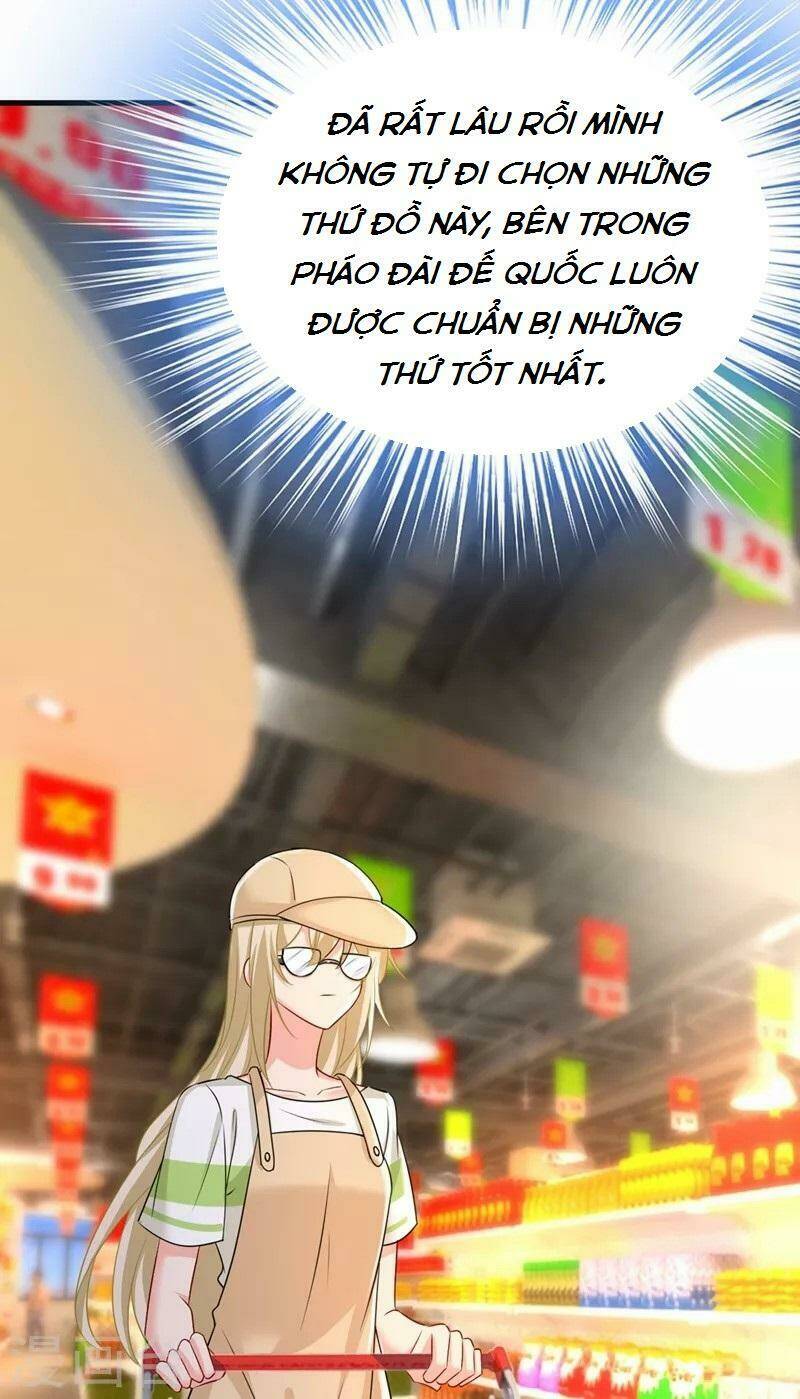 ĐÃ RẤT LÂU RỒI MÌNH
KHÔNG TỰ ĐI CHỌN NHỮNG
THỨ ĐỒ NÀY, BÊN TRONG
PHÁO ĐÀI ĐẾ QUỐC LUÔN
ĐƯỢC CHUẨN BỊ NHỮNG
THỨ TỐT NHẤT.